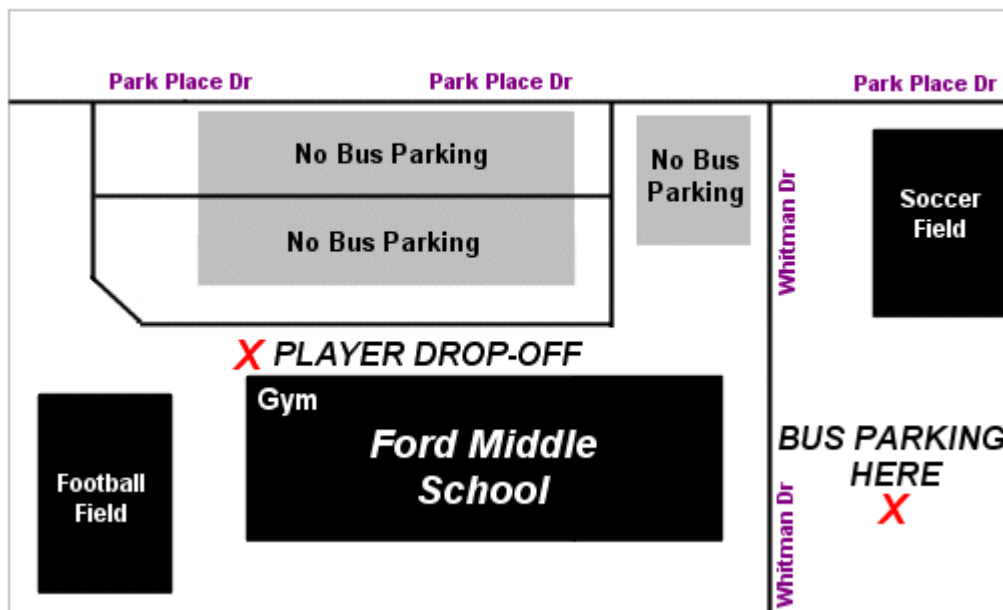 Park Place Dr
Park Place Dr
Park Place Dr
No Bus Parking
No Bus
Parking
No Bus Parking
Whitman Dr
Soccer
Field
X PLAYER DROP-OFF
Gym
Ford Middle
School
Football
Field
BUS PARKING
HERE
X
Whitman Dr